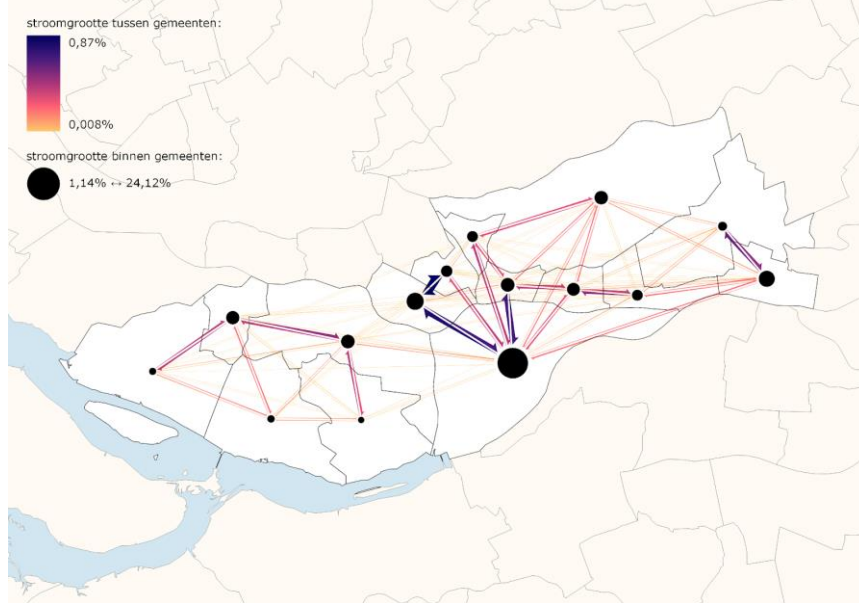 stroomgrootte tussen gemeenten:
0,87%
0,008%
stroomgrootte binnen gemeenten:
1,14% ↔ 24,12%